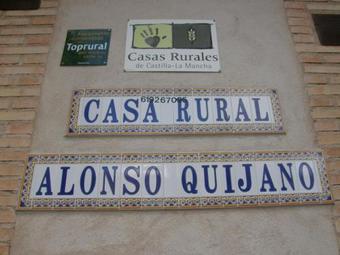 Toprural
Casas Rurales
de Castilla-La Mancha
CASA RURAL
ALONSO QUIJANO